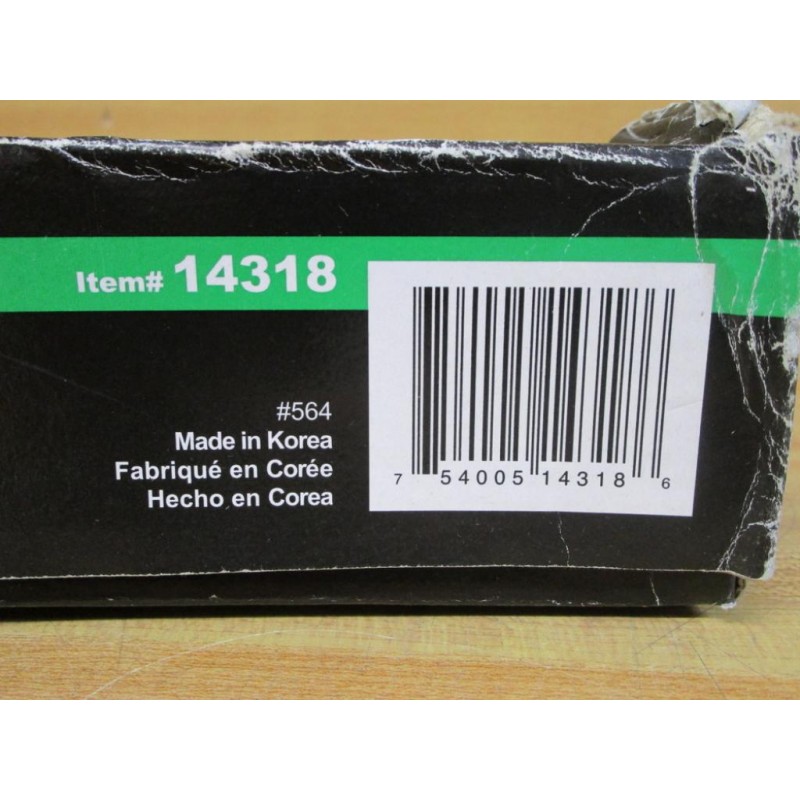 Item# 14318
#564
Made in Korea
Fabriqué en Corée
Hecho en Corea
7 54005 14318 6